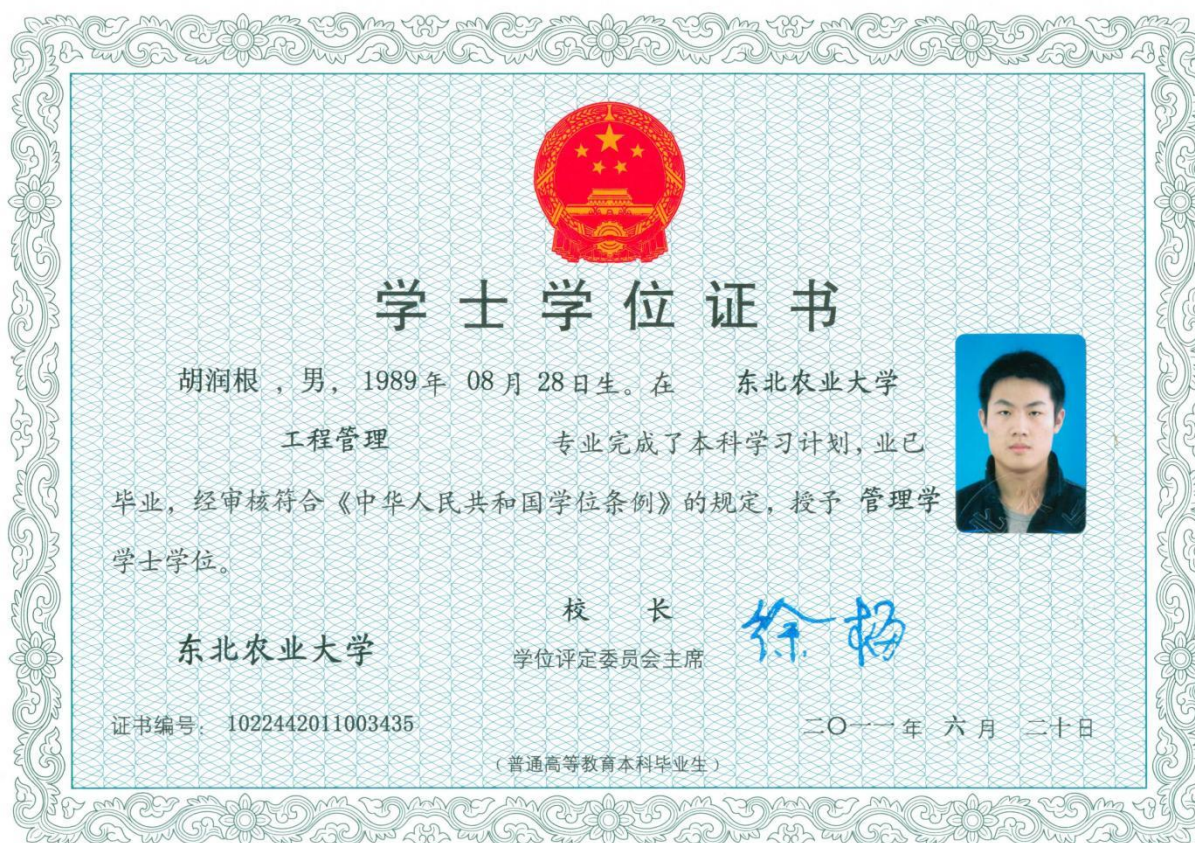 学士学位证书
胡润根 ，男，1989年 08月 28日生。在 东北农业大学
工程管理 专业完成了本科学习计划，业已
毕业，经审核符合《中华人民共和国学位条例》的规定，授予 管理学
学士学位。
校 长 徐梅
东北农业大学 学位评定委员会主席
证书编号：1022442011003435 二〇一一年 六月 二十日
（普通高等教育本科毕业生）